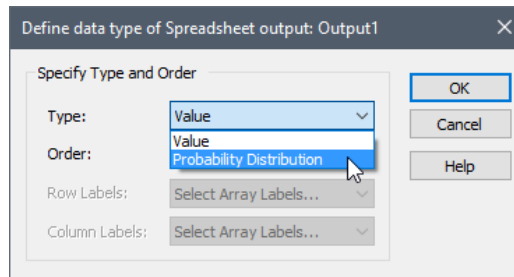 Define data type of Spreadsheet output: Output1
Specify Type and Order
OK
Type: Value
Cancel
Value
Order: Probability Distribution
Help
Row Labels: Select Array Labels...
Column Labels: Select Array Labels...